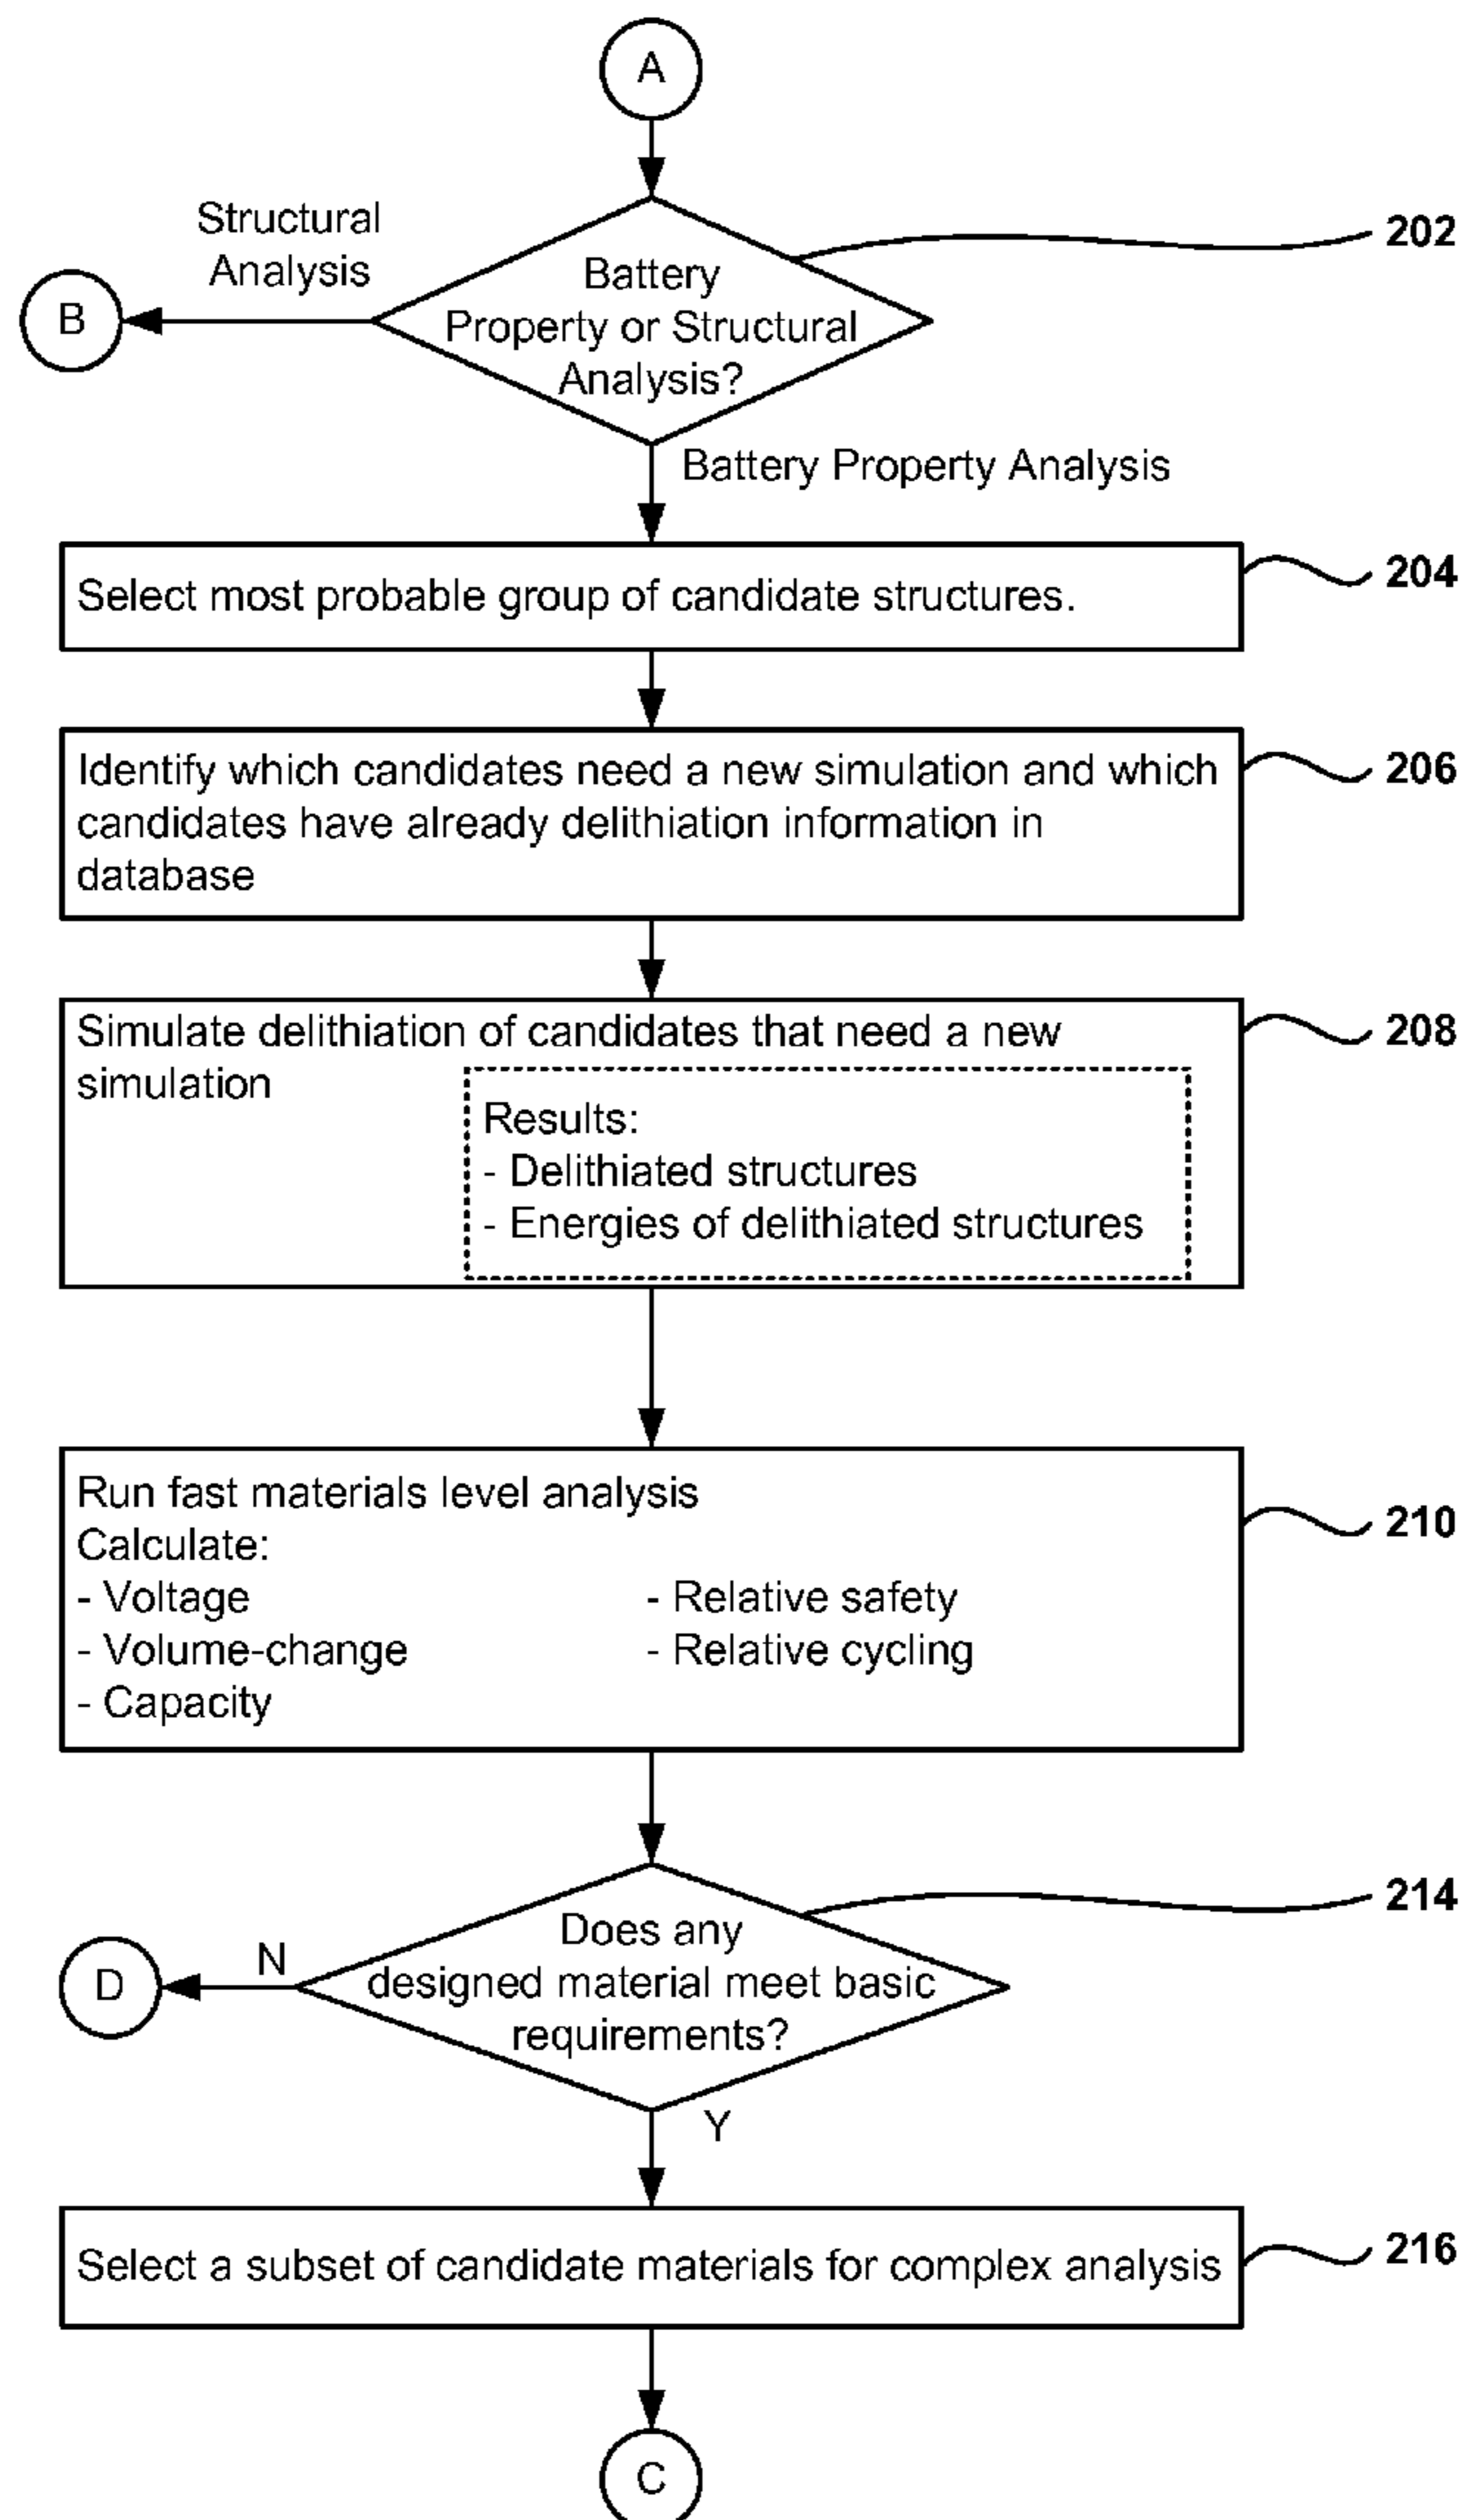 A
Structural
Analysis
202
B
Battery
Property or Structural
Analysis?
Battery Property Analysis
Select most probable group of candidate structures.
204
Identify which candidates need a new simulation and which
candidates have already delithiation information in
database
206
Simulate delithiation of candidates that need a new
simulation
208
Results:
- Delithiated structures
- Energies of delithiated structures
Run fast materials level analysis
Calculate:
- Voltage
- Volume-change
- Capacity
- Relative safety
- Relative cycling
210
214
Does any
designed material meet basic
requirements?
N
D
Y
Select a subset of candidate materials for complex analysis
216
C